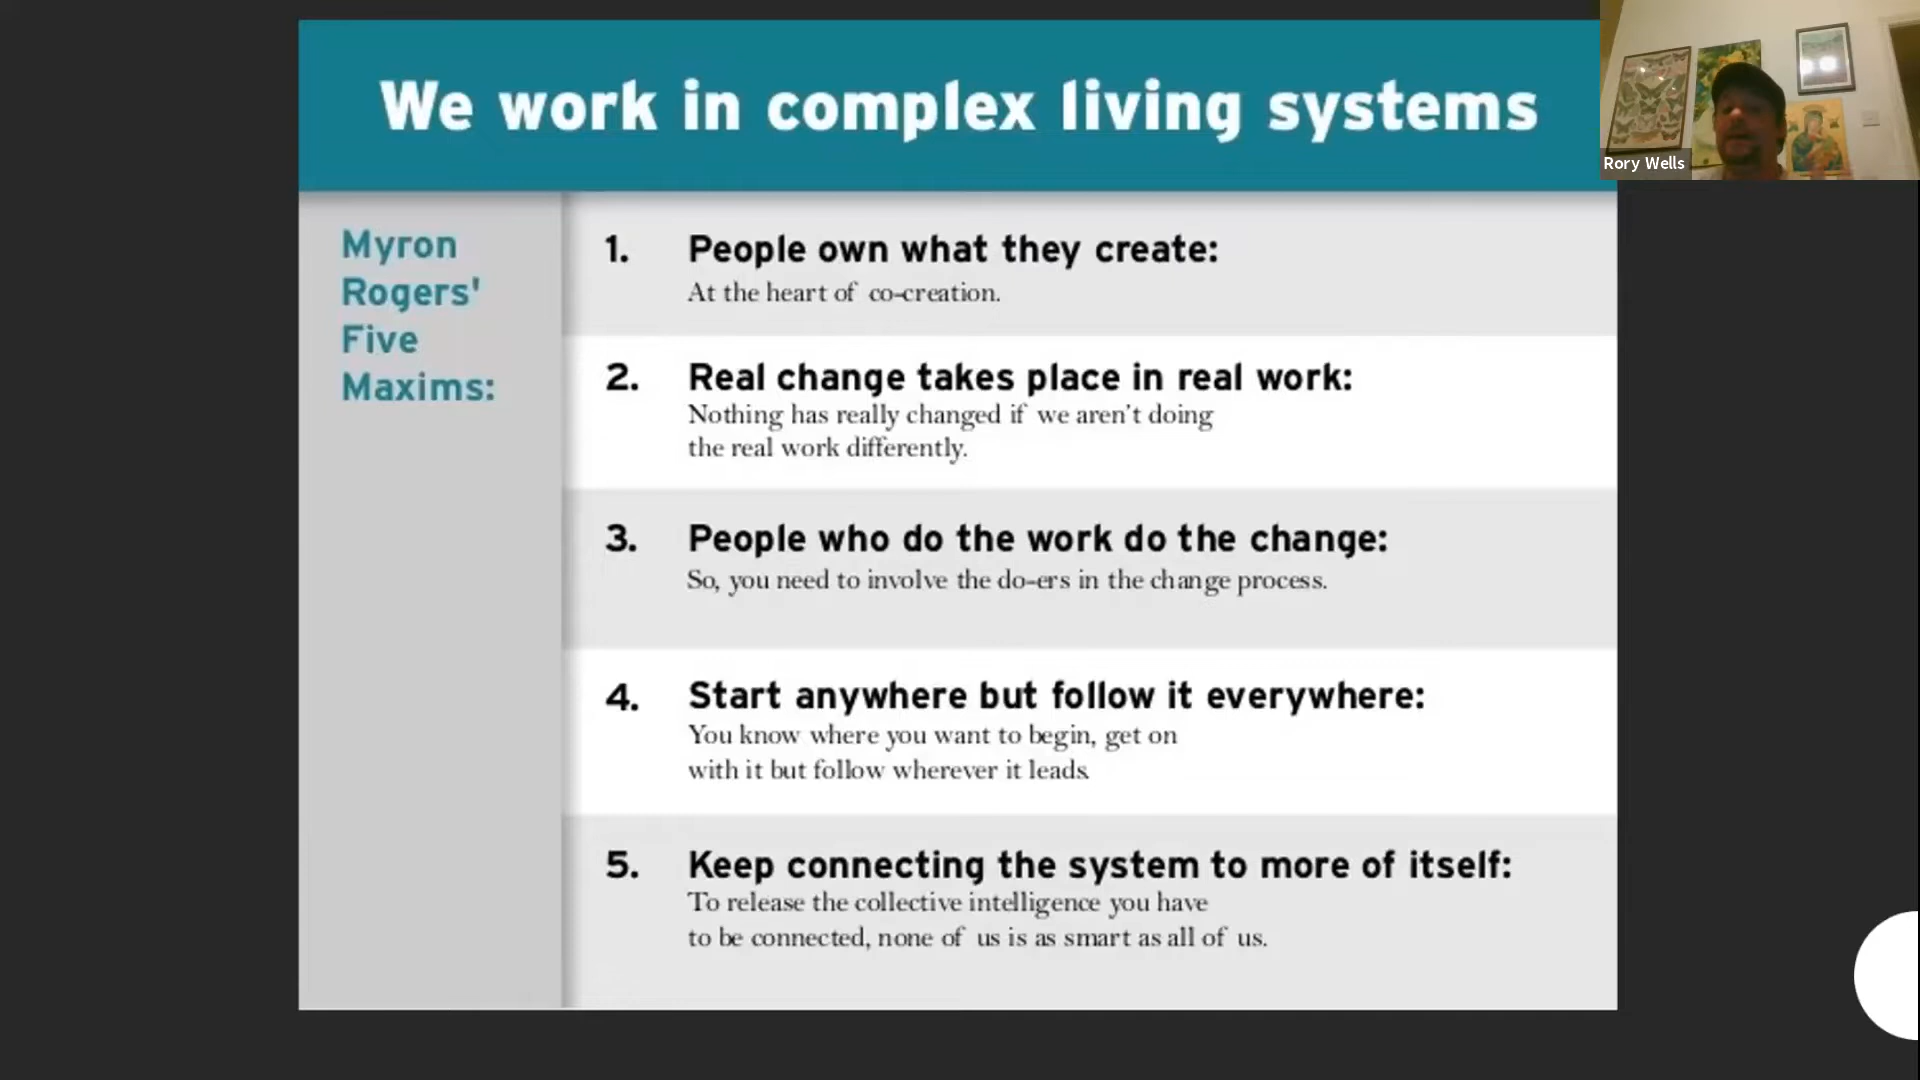 We work in complex living systems
Rory Wells
Myron
Rogers'
Five
Maxims:
1. People own what they create:
At the heart of co-creation.
2. Real change takes place in real work:
Nothing has really changed if we aren't doing
the real work differently.
3. People who do the work do the change:
So, you need to involve the do-ers in the change process.
4. Start anywhere but follow it everywhere:
You know where you want to begin, get on
with it but follow wherever it leads.
5. Keep connecting the system to more of itself:
To release the collective intelligence you have
to be connected, none of us is as smart as all of us.